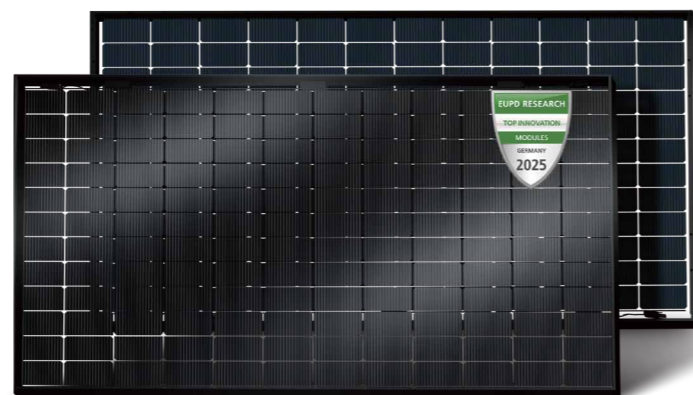 EUPD RESEARCH
TOP INNOVATION
MODULES
GERMANY
2025